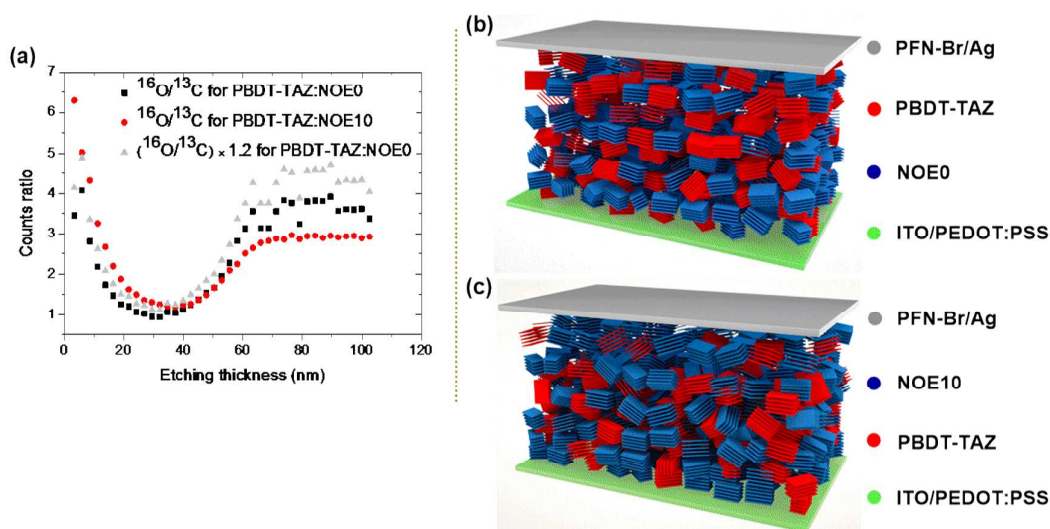 (a)
Counts ratio
7
6
5
4
3
2
1
¹⁶O/¹³C for PBDT-TAZ:NOE0
¹⁶O/¹³C for PBDT-TAZ:NOE10
(¹⁶O/¹³C) × 1.2 for PBDT-TAZ:NOE0
0 20 40 60 80 100 120
Etching thickness (nm)
(b)
PFN-Br/Ag
PBDT-TAZ
NOE0
ITO/PEDOT:PSS
(c)
PFN-Br/Ag
NOE10
PBDT-TAZ
ITO/PEDOT:PSS